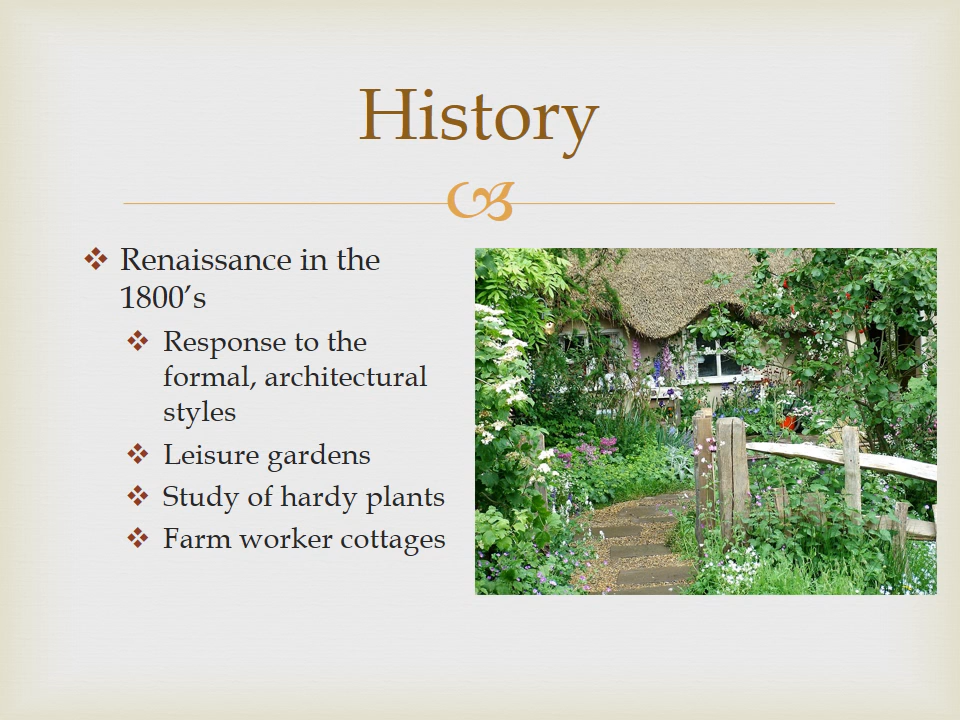 History
Renaissance in the
1800’s
Response to the
formal, architectural
styles
Leisure gardens
Study of hardy plants
Farm worker cottages